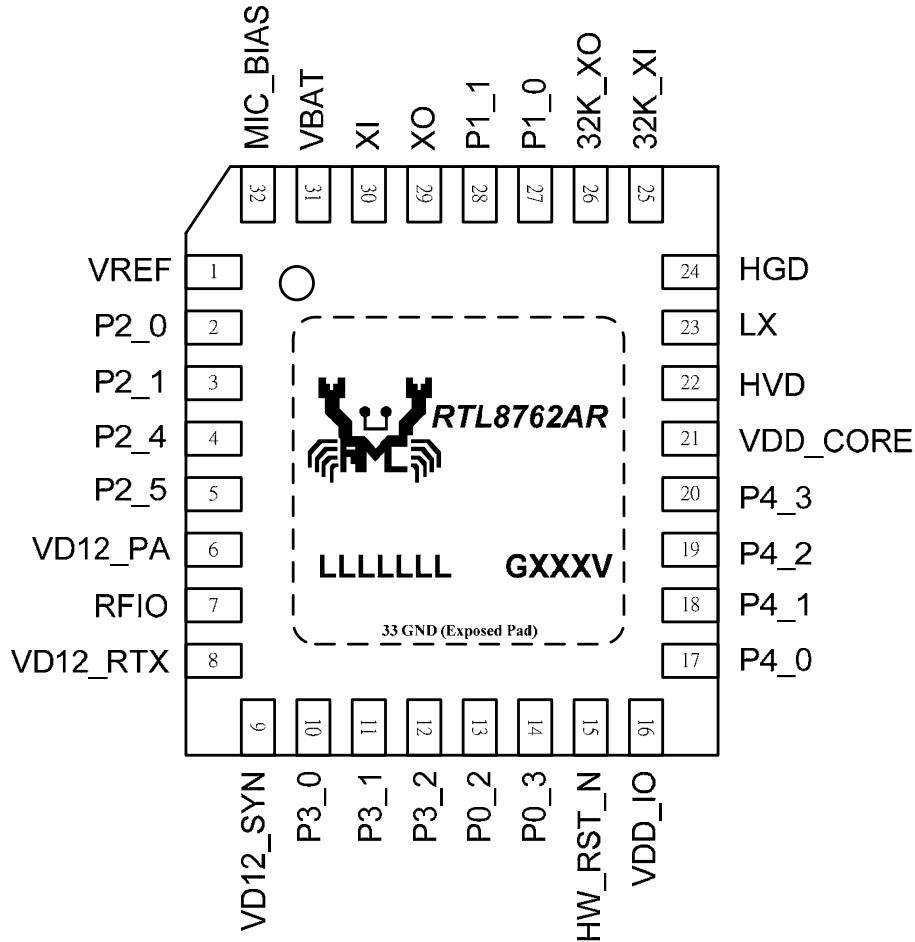 MIC_BIAS
VBAT
XI
XO
P1_1
P1_0
32K_XO
32K_XI
32
31
30
29
28
27
26
25
VREF 1
P2_0 2
P2_1 3
P2_4 4
P2_5 5
VD12_PA 6
RFIO 7
VD12_RTX 8
24 HGD
23 LX
22 HVD
21 VDD_CORE
20 P4_3
19 P4_2
18 P4_1
17 P4_0
RTL8762AR
LLLLLLL GXXXV
33 GND (Exposed Pad)
9
10
11
12
13
14
15
16
VD12_SYN
P3_0
P3_1
P3_2
P0_2
P0_3
HW_RST_N
VDD_IO